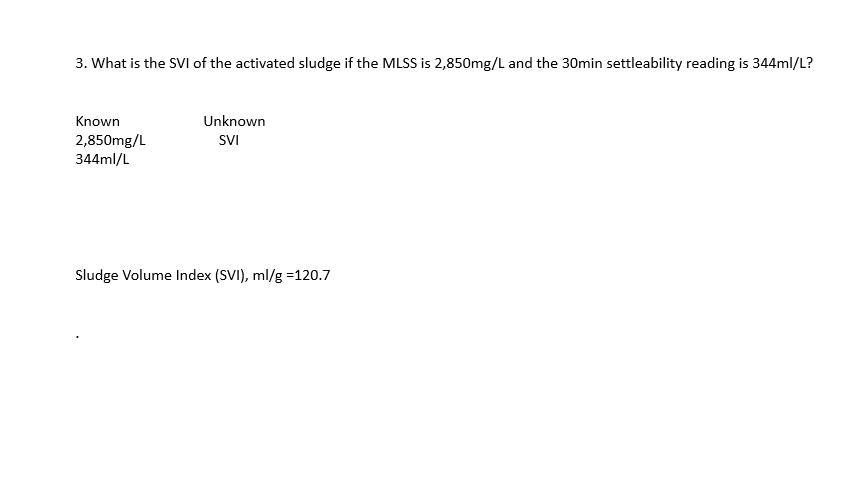 3. What is the SVI of the activated sludge if the MLSS is 2,850mg/L and the 30min settleability reading is 344ml/L?
Known Unknown
2,850mg/L SVI
344ml/L
Sludge Volume Index (SVI), ml/g =120.7
.